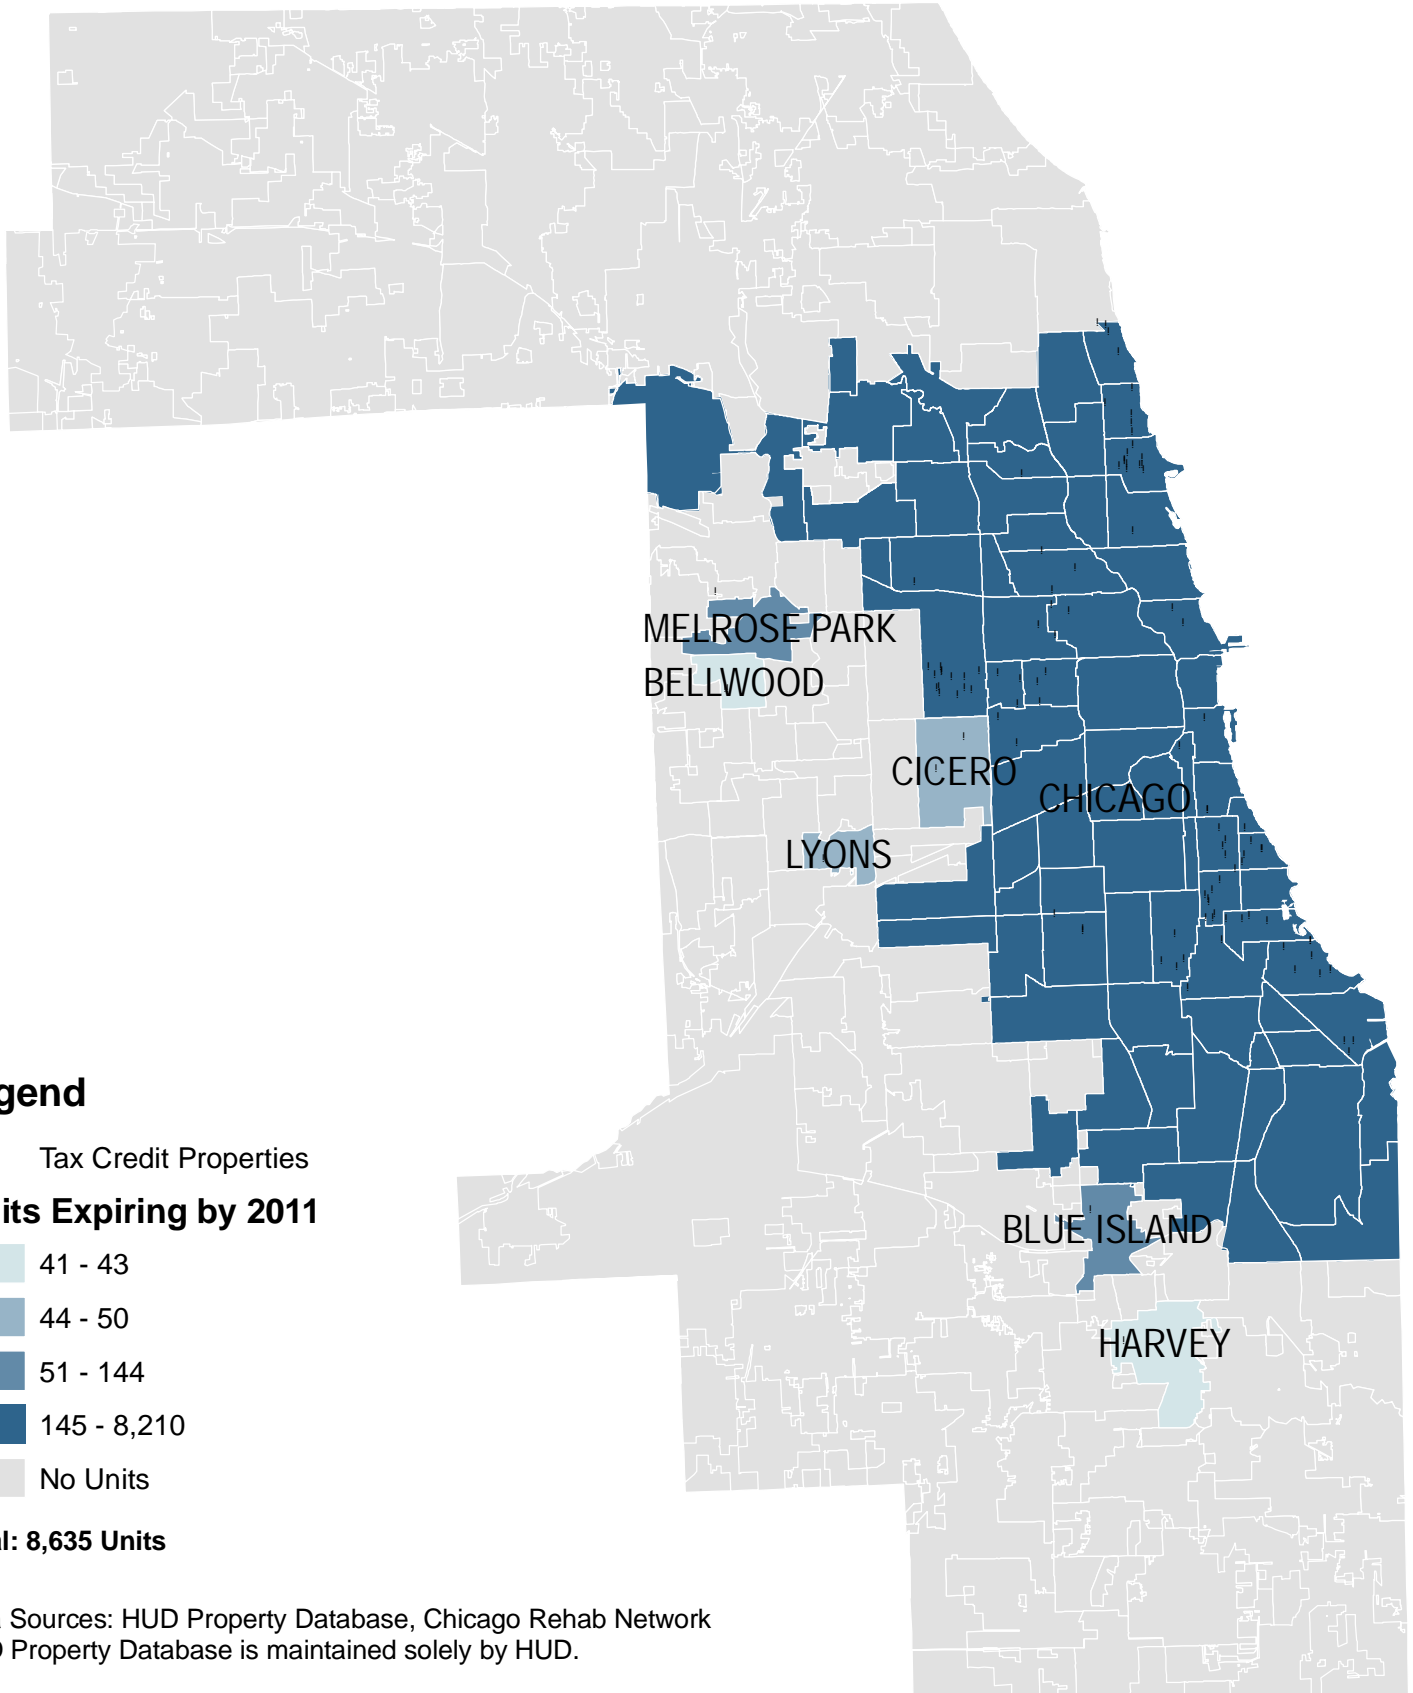 MELROSE PARK
BELLWOOD
CICERO
CHICAGO
LYONS
BLUE ISLAND
HARVEY
gend
Tax Credit Properties
its Expiring by 2011
41 - 43
44 - 50
51 - 144
145 - 8,210
No Units
al: 8,635 Units
Sources: HUD Property Database, Chicago Rehab Network
Property Database is maintained solely by HUD.